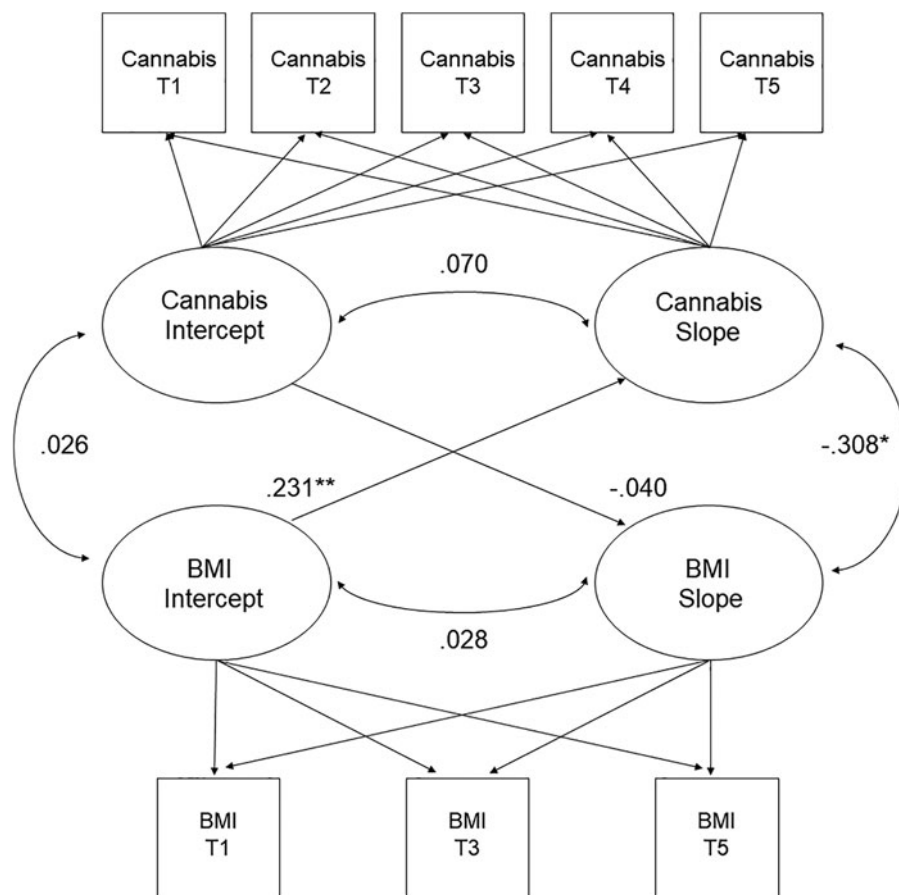 Cannabis
T1
Cannabis
T2
Cannabis
T3
Cannabis
T4
Cannabis
T5
Cannabis
Intercept
.070
Cannabis
Slope
.026
.231**
-.040
-.308*
BMI
Intercept
.028
BMI
Slope
BMI
T1
BMI
T3
BMI
T5